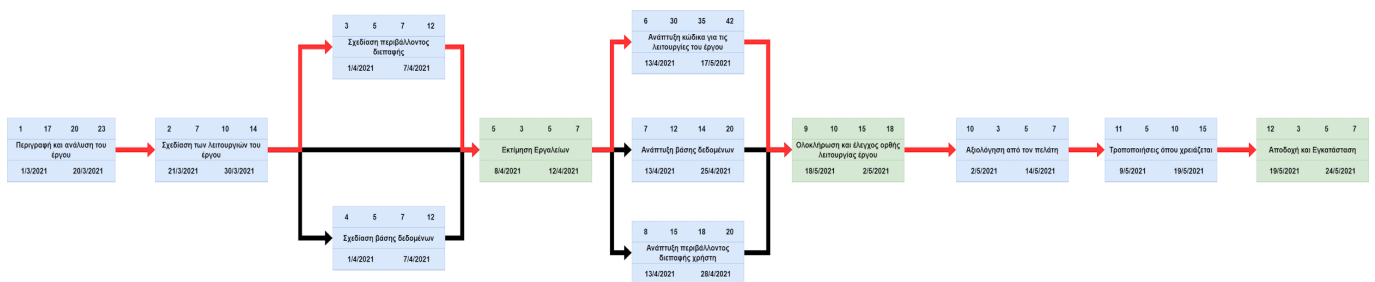 1 17 20 23
Περιγραφή και ανάλυση του
έργου
1/3/2021 20/3/2021
2 7 10 14
Σχεδίαση των λειτουργιών του
έργου
21/3/2021 30/3/2021
3 5 7 12
Σχεδίαση περιβάλλοντος
διεπαφής
1/4/2021 7/4/2021
4 5 7 12
Σχεδίαση βάσης δεδομένων
1/4/2021 7/4/2021
5 3 5 7
Εκτίμηση Εργαλείων
8/4/2021 12/4/2021
6 30 35 42
Ανάπτυξη κώδικα για τις
λειτουργίες του έργου
13/4/2021 17/5/2021
7 12 14 20
Ανάπτυξη βάσης δεδομένων
13/4/2021 25/4/2021
8 15 18 20
Ανάπτυξη περιβάλλοντος
διεπαφής χρήστη
13/4/2021 28/4/2021
9 10 15 18
Ολοκλήρωση και έλεγχος ορθής
λειτουργίας έργου
18/5/2021 2/5/2021
10 3 5 7
Αξιολόγηση από τον πελάτη
2/5/2021 14/5/2021
11 5 10 15
Τροποποιήσεις όπου χρειάζεται
9/5/2021 19/5/2021
12 3 5 7
Αποδοχή και Εγκατάσταση
19/5/2021 24/5/2021